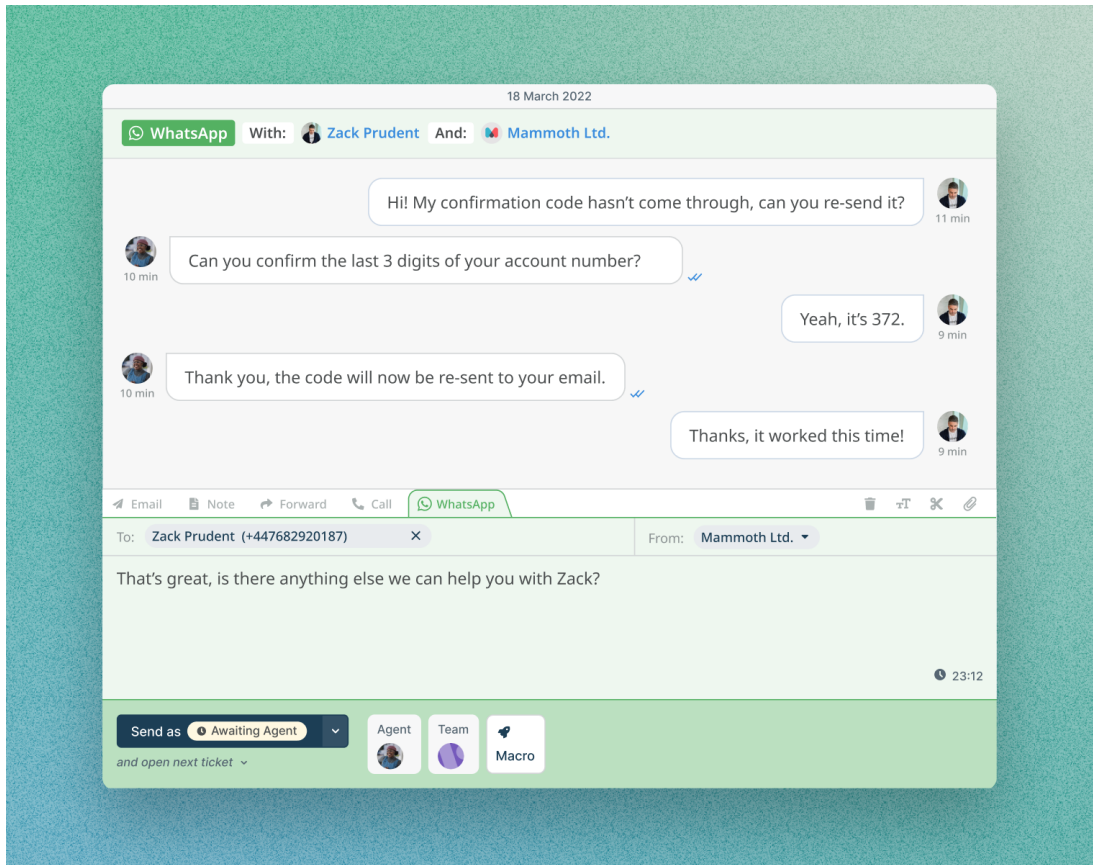 18 March 2022
WhatsApp With: Zack Prudent And: Mammoth Ltd.
Hi! My confirmation code hasn't come through, can you re-send it?
11 min
Can you confirm the last 3 digits of your account number?
10 min
Yeah, it's 372.
9 min
Thank you, the code will now be re-sent to your email.
10 min
Thanks, it worked this time!
9 min
Email Note Forward Call WhatsApp тT
To: Zack Prudent (+447682920187) From: Mammoth Ltd.
That's great, is there anything else we can help you with Zack?
23:12
Send as Awaiting Agent Agent Team
Macro
and open next ticket